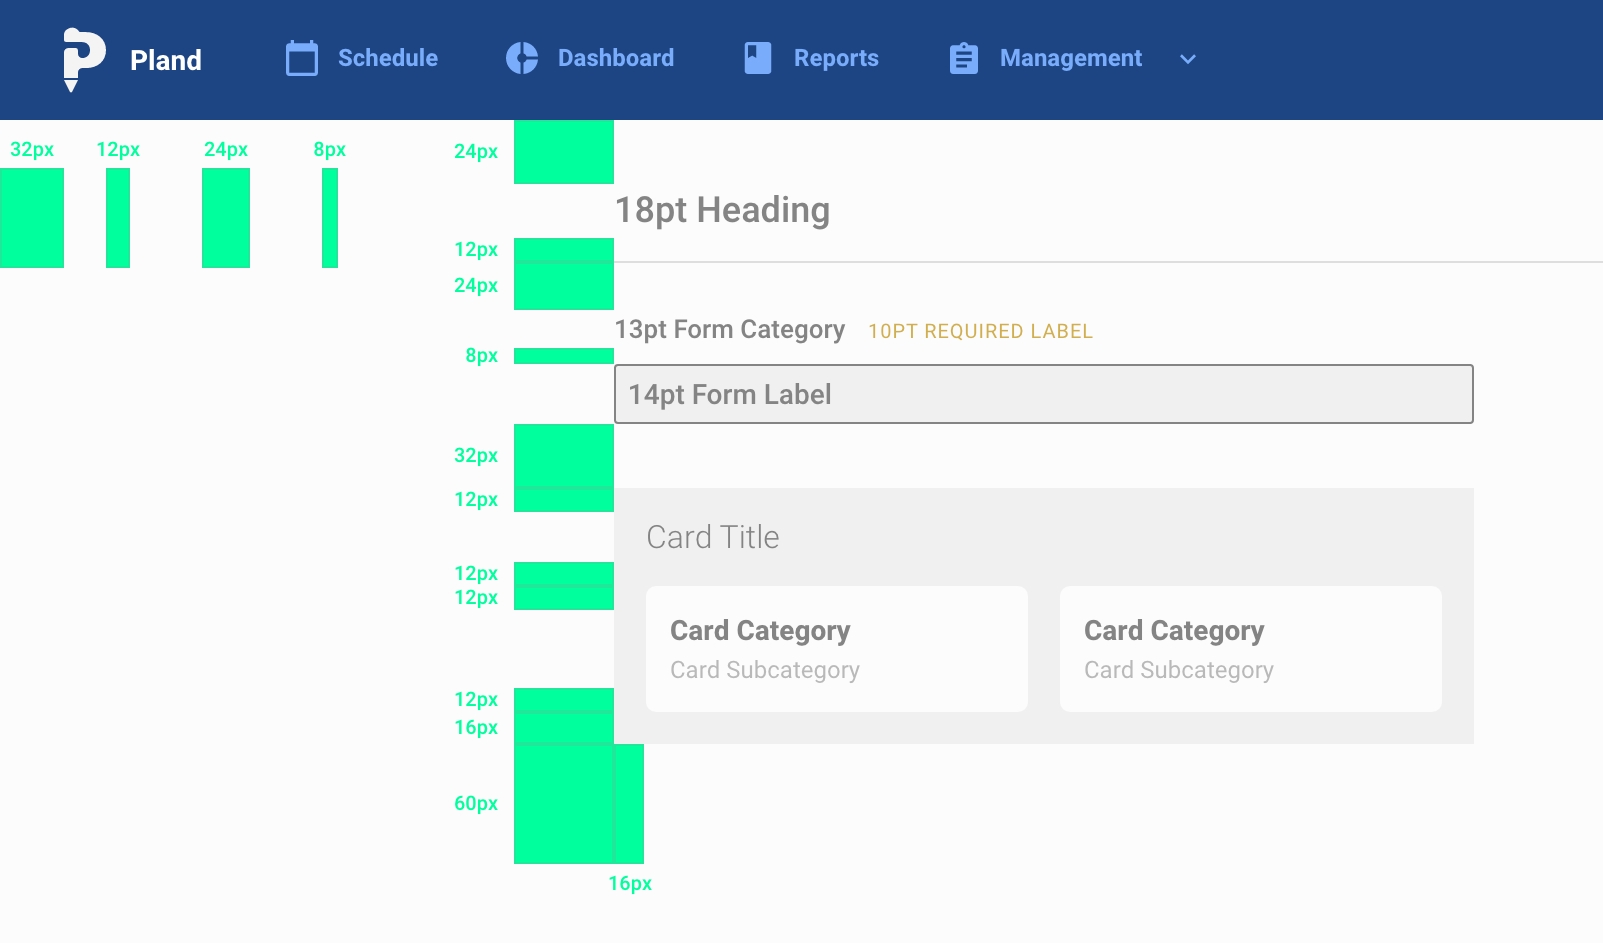 Pland
Schedule
Dashboard
Reports
Management
32px
12px
24px
8px
24px
18pt Heading
12px
24px
13pt Form Category
10PT REQUIRED LABEL
8px
14pt Form Label
32px
12px
Card Title
12px
12px
Card Category
Card Subcategory
Card Category
Card Subcategory
12px
16px
60px
16px